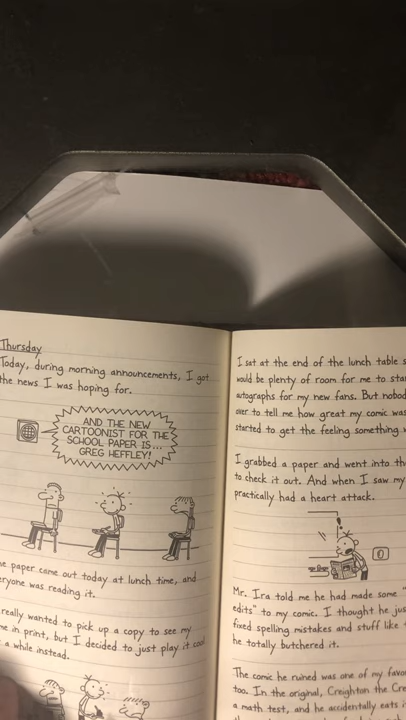 Thursday
Today, during morning announcements, I got
the news I was hoping for.
AND THE NEW
CARTOONIST FOR THE
SCHOOL PAPER IS...
GREG HEFFLEY!
paper came out today at lunch time, and
was reading it.
really wanted to pick up a copy to see my
in print, but I decided to just play it cool
a while instead.
I sat at the end of the lunch table
would be plenty of room for me to
autographs for my new fans. But
over to tell me how great my comic was
started to get the feeling something
I grabbed a paper and went into
to check it out. And when I saw my
practically had a heart attack.
Mr. Ira told me he had made some "
edits" to my comic. I thought he
fixed spelling mistakes and stuff like
he totally butchered it.
The comic he ruined was one of my
too. In the original, Creighton the
a math test, and he accidentally eats